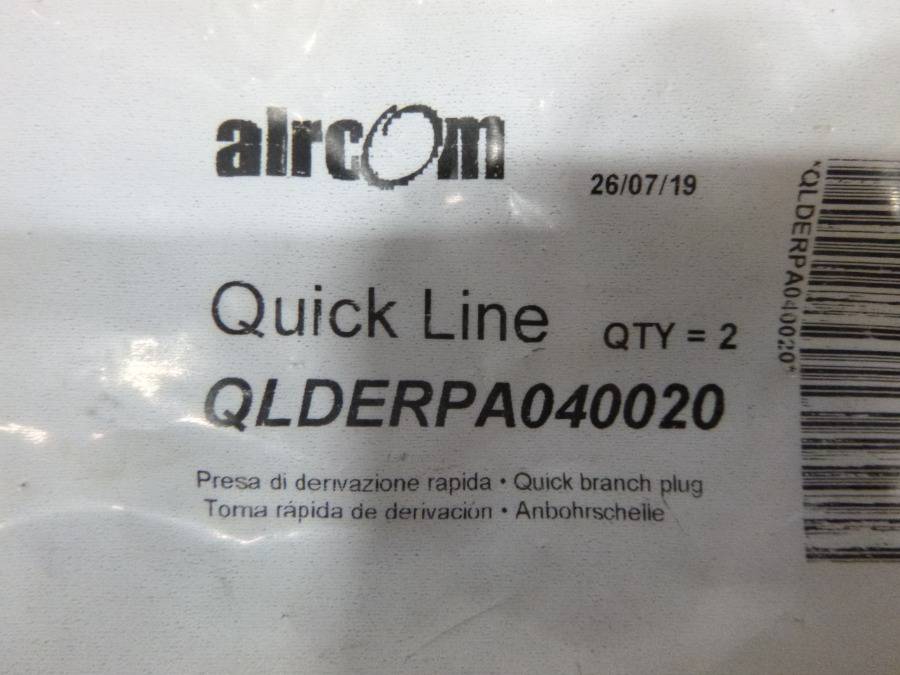 aircom
26/07/19
Quick Line QTY = 2
QLDERPA040020
Presa di derivazione rapida • Quick branch plug
Toma rápida de derivación • Anbohrschelle
*QLDERPA040020*